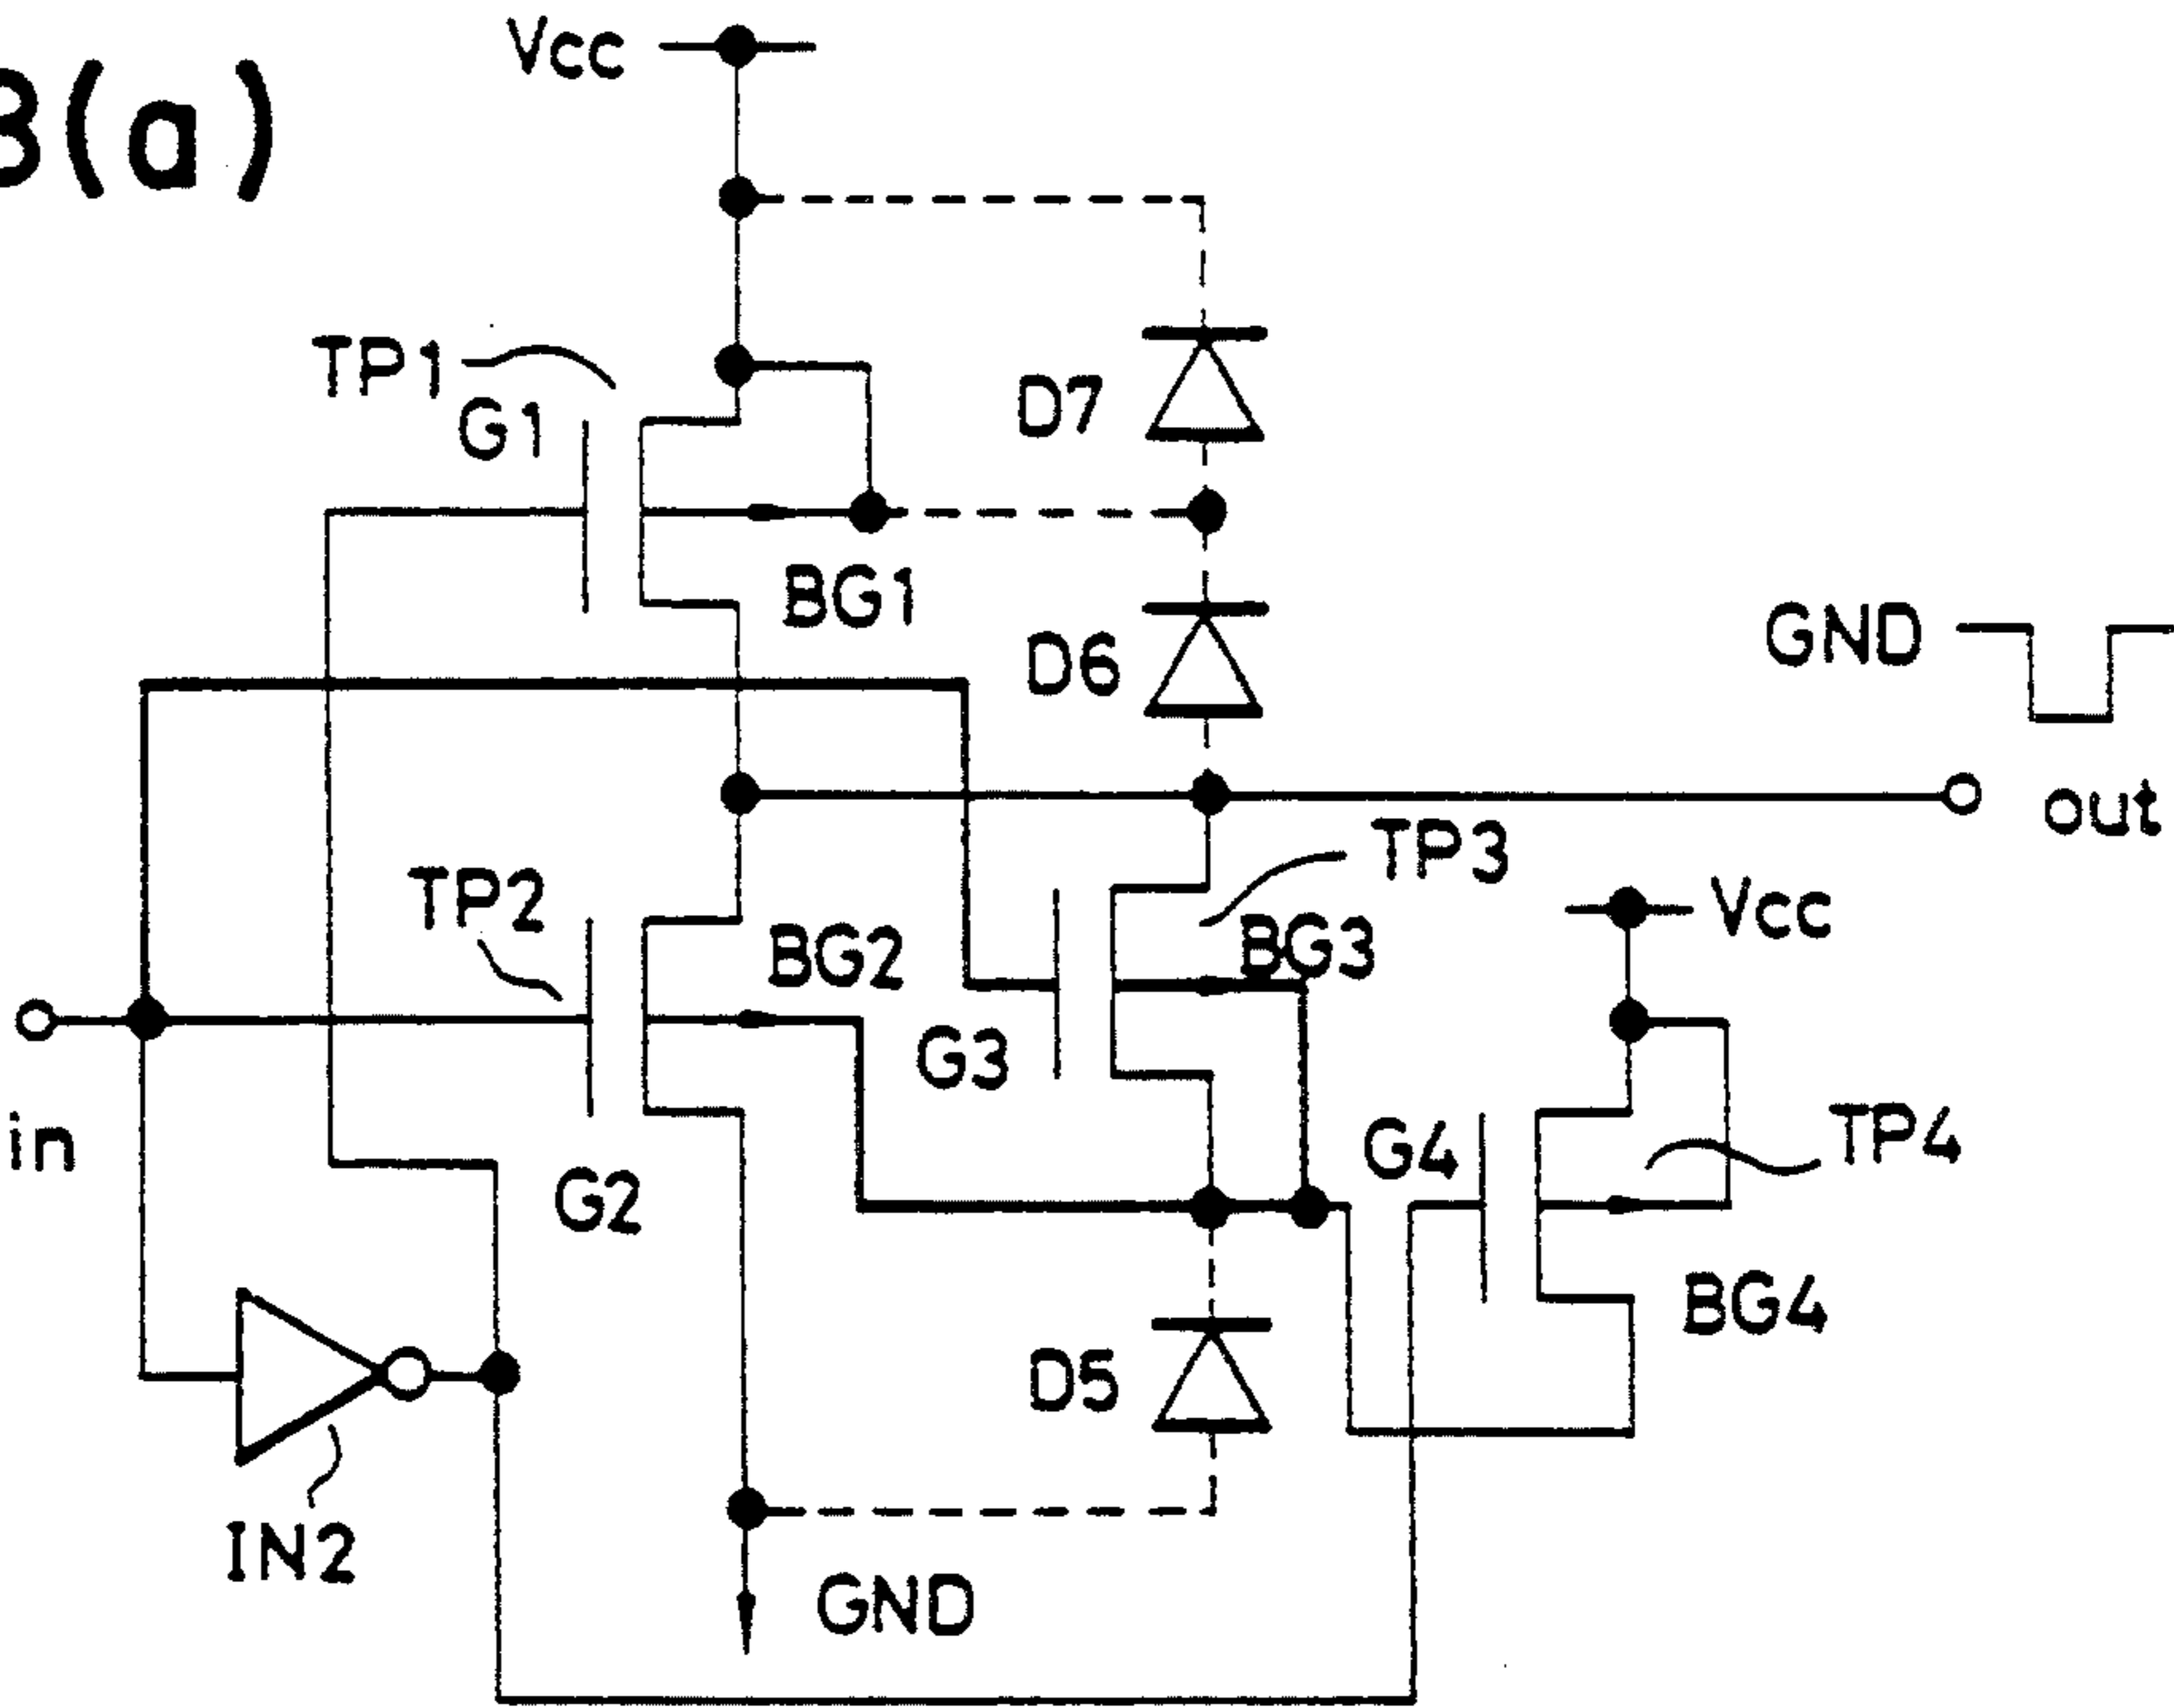 3(a)
Vcc
TP1
G1
D7
BG1
D6
GND
out
TP3
TP2
BG2
BG3
Vcc
G3
in
G4
TP4
G2
BG4
D5
IN2
GND